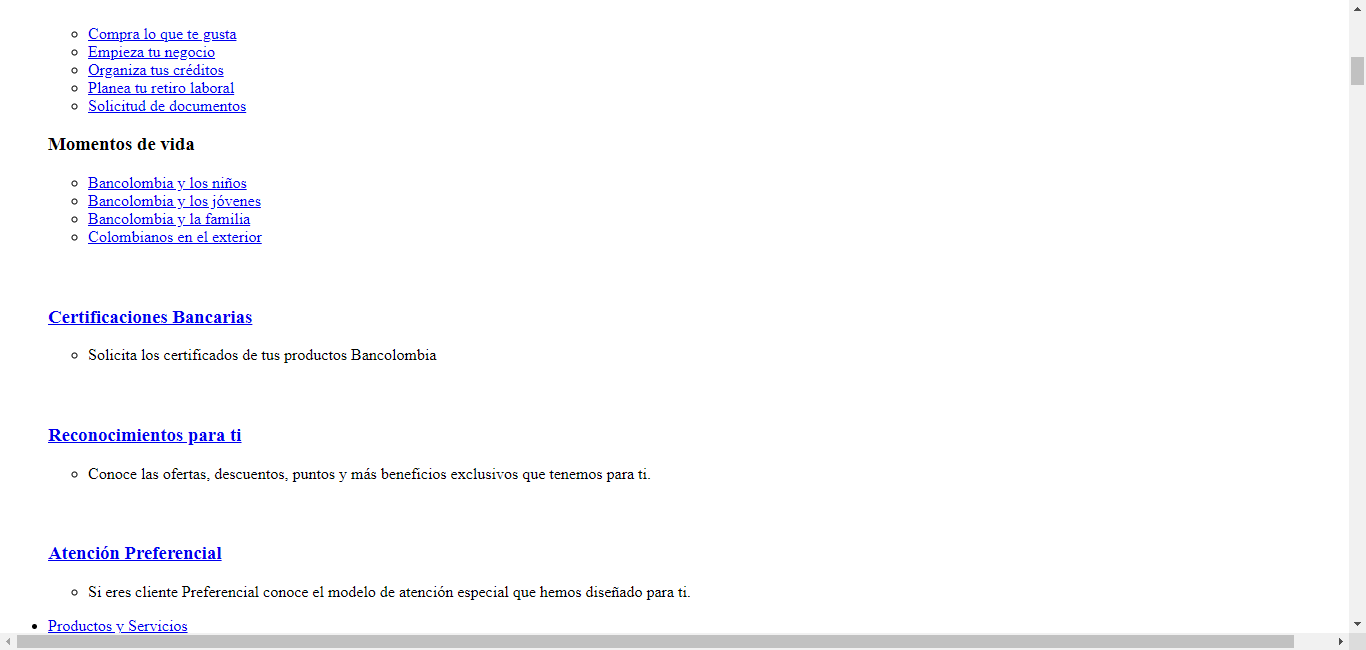 Compra lo que te gusta
Empieza tu negocio
Organiza tus créditos
Planea tu retiro laboral
Solicitud de documentos
Momentos de vida
Bancolombia y los niños
Bancolombia y los jóvenes
Bancolombia y la familia
Colombianos en el exterior
Certificaciones Bancarias
Solicita los certificados de tus productos Bancolombia
Reconocimientos para ti
Conoce las ofertas, descuentos, puntos y más beneficios exclusivos que tenemos para ti.
Atención Preferencial
Si eres cliente Preferencial conoce el modelo de atención especial que hemos diseñado para ti.
Productos y Servicios